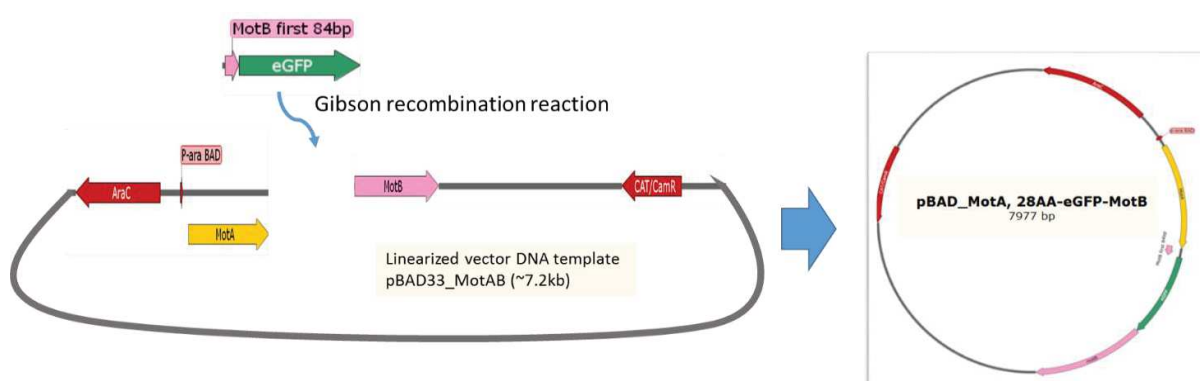 MotB first 84bp
eGFP
Gibson recombination reaction
P-ara BAD
AraC
MotA
MotB
CAT/CamR
Linearized vector DNA template
pBAD33_MotAB (~7.2kb)
pBAD_MotA, 28AA-eGFP-MotB
7977 bp